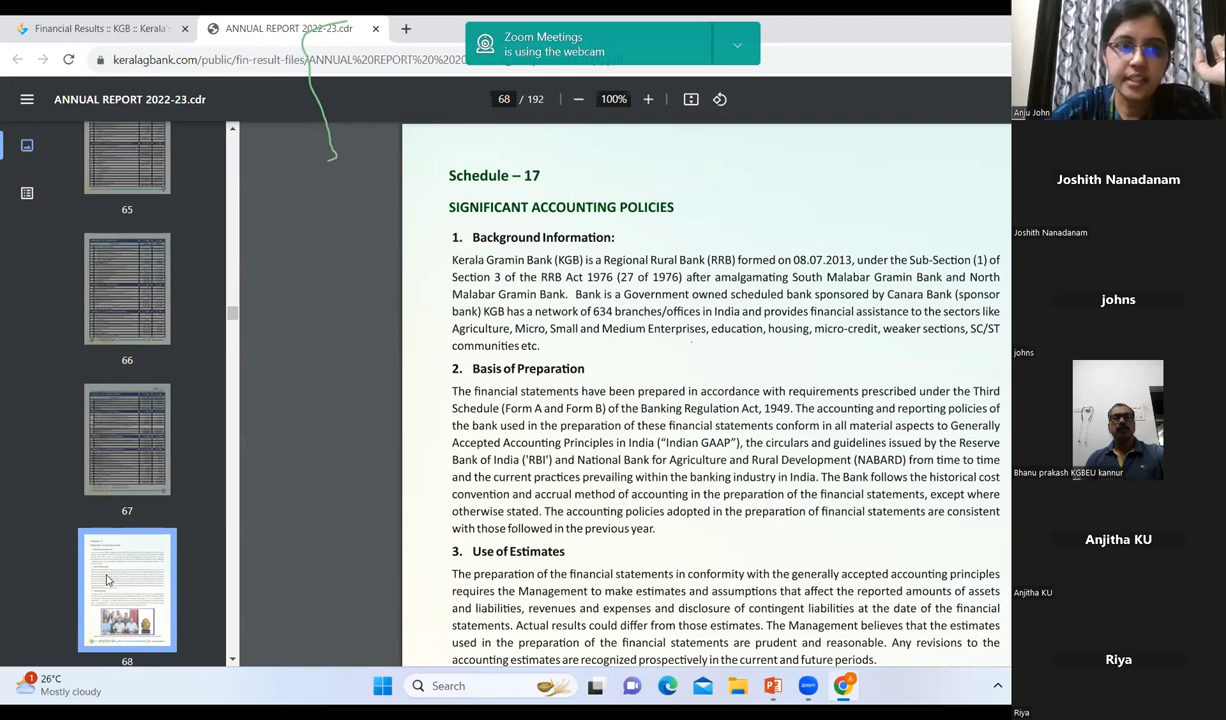 Financial Results :: KGB :: Kerala's
ANNUAL REPORT 2022-23.cdr
Zoom Meetings
is using the webcam
keralagbank.com/public/fin-result-files/ANNUAL%20REPORT%20%20
ANNUAL REPORT 2022-23.cdr
68 / 192
100%
65
66
67
68
Schedule – 17
SIGNIFICANT ACCOUNTING POLICIES
1. Background Information:
Kerala Gramin Bank (KGB) is a Regional Rural Bank (RRB) formed on 08.07.2013, under the Sub-Section (1) of
Section 3 of the RRB Act 1976 (27 of 1976) after amalgamating South Malabar Gramin Bank and North
Malabar Gramin Bank. Bank is a Government owned scheduled bank sponsored by Canara Bank (sponsor
bank) KGB has a network of 634 branches/offices in India and provides financial assistance to the sectors like
Agriculture, Micro, Small and Medium Enterprises, education, housing, micro-credit, weaker sections, SC/ST
communities etc.
2. Basis of Preparation
The financial statements have been prepared in accordance with requirements prescribed under the Third
Schedule (Form A and Form B) of the Banking Regulation Act, 1949. The accounting and reporting policies of
the bank used in the preparation of these financial statements conform in all material aspects to Generally
Accepted Accounting Principles in India (“Indian GAAP”), the circulars and guidelines issued by the Reserve
Bank of India ('RBI') and National Bank for Agriculture and Rural Development (NABARD) from time to time
and the current practices prevailing within the banking industry in India. The Bank follows the historical cost
convention and accrual method of accounting in the preparation of the financial statements, except where
otherwise stated. The accounting policies adopted in the preparation of financial statements are consistent
with those followed in the previous year.
3. Use of Estimates
The preparation of the financial statements in conformity with the generally accepted accounting principles
requires the Management to make estimates and assumptions that affect the reported amounts of assets
and liabilities, revenues and expenses and disclosure of contingent liabilities at the date of the financial
statements. Actual results could differ from those estimates. The Management believes that the estimates
used in the preparation of the financial statements are prudent and reasonable. Any revisions to the
accounting estimates are recognized prospectively in the current and future periods.
1
26°C
Mostly cloudy
Search
Anju John
Joshith Nanadanam
Joshith Nanadanam
johns
johns
Bhanu prakash KGBEU kannur
Anjitha KU
Anjitha KU
Riya
Riya